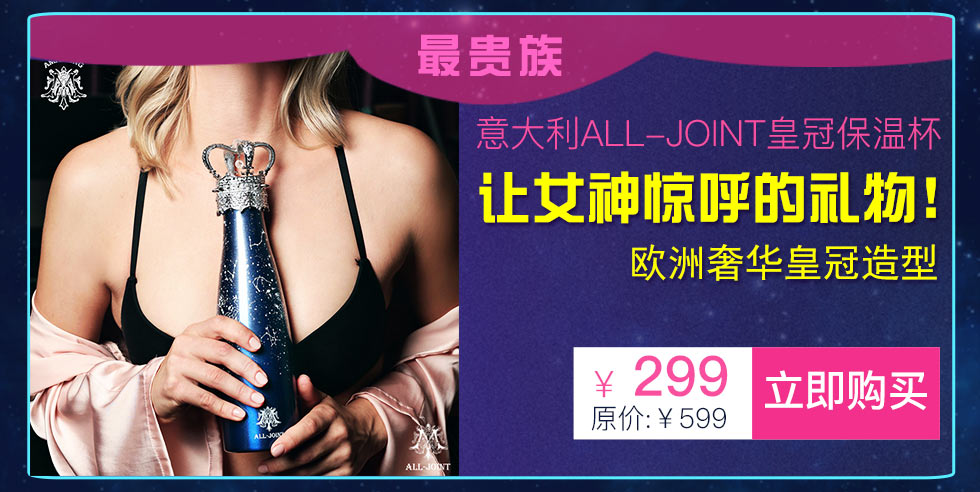 最贵族
意大利ALL-JOINT皇冠保温杯
让女神惊呼的礼物！
欧洲奢华皇冠造型
¥ 299
原价: ¥ 599
立即购买
ALL-JOINT
ALL-JOINT